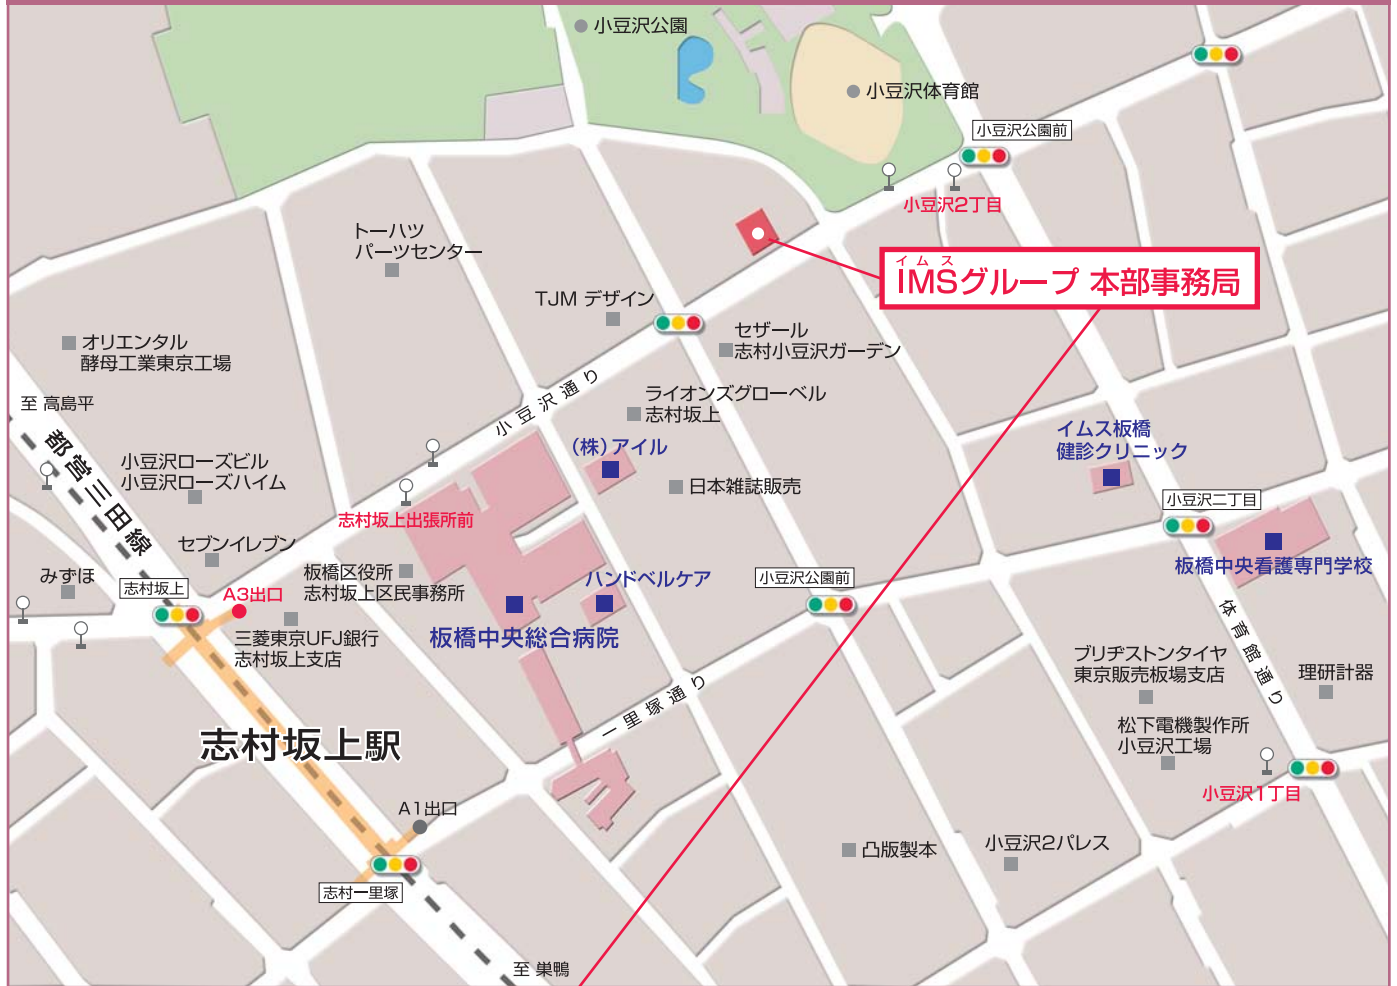 小豆沢公園
小豆沢体育館
小豆沢公園前
小豆沢2丁目
トーハツ
パーツセンター
イムス
IMSグループ 本部事務局
TJM デザイン
セザール
志村小豆沢ガーデン
オリエンタル
酵母工業東京工場
至 高島平
小豆沢通り
ライオンズグローベル
志村坂上
都営三田線
(株)アイル
イムス板橋
健診クリニック
小豆沢ローズビル
小豆沢ローズハイム
日本雑誌販売
小豆沢二丁目
志村坂上出張所前
セブンイレブン
板橋中央看護専門学校
みずほ
志村坂上
A3出口
板橋区役所
志村坂上区民事務所
ハンドベルケア
小豆沢公園前
三菱東京UFJ銀行
志村坂上支店
板橋中央総合病院
体育館通り
ブリヂストンタイヤ
東京販売板場支店
理研計器
一里塚通り
志村坂上駅
松下電機製作所
小豆沢工場
小豆沢1丁目
A1出口
凸版製本
小豆沢2パレス
志村一里塚
至 巣鴨